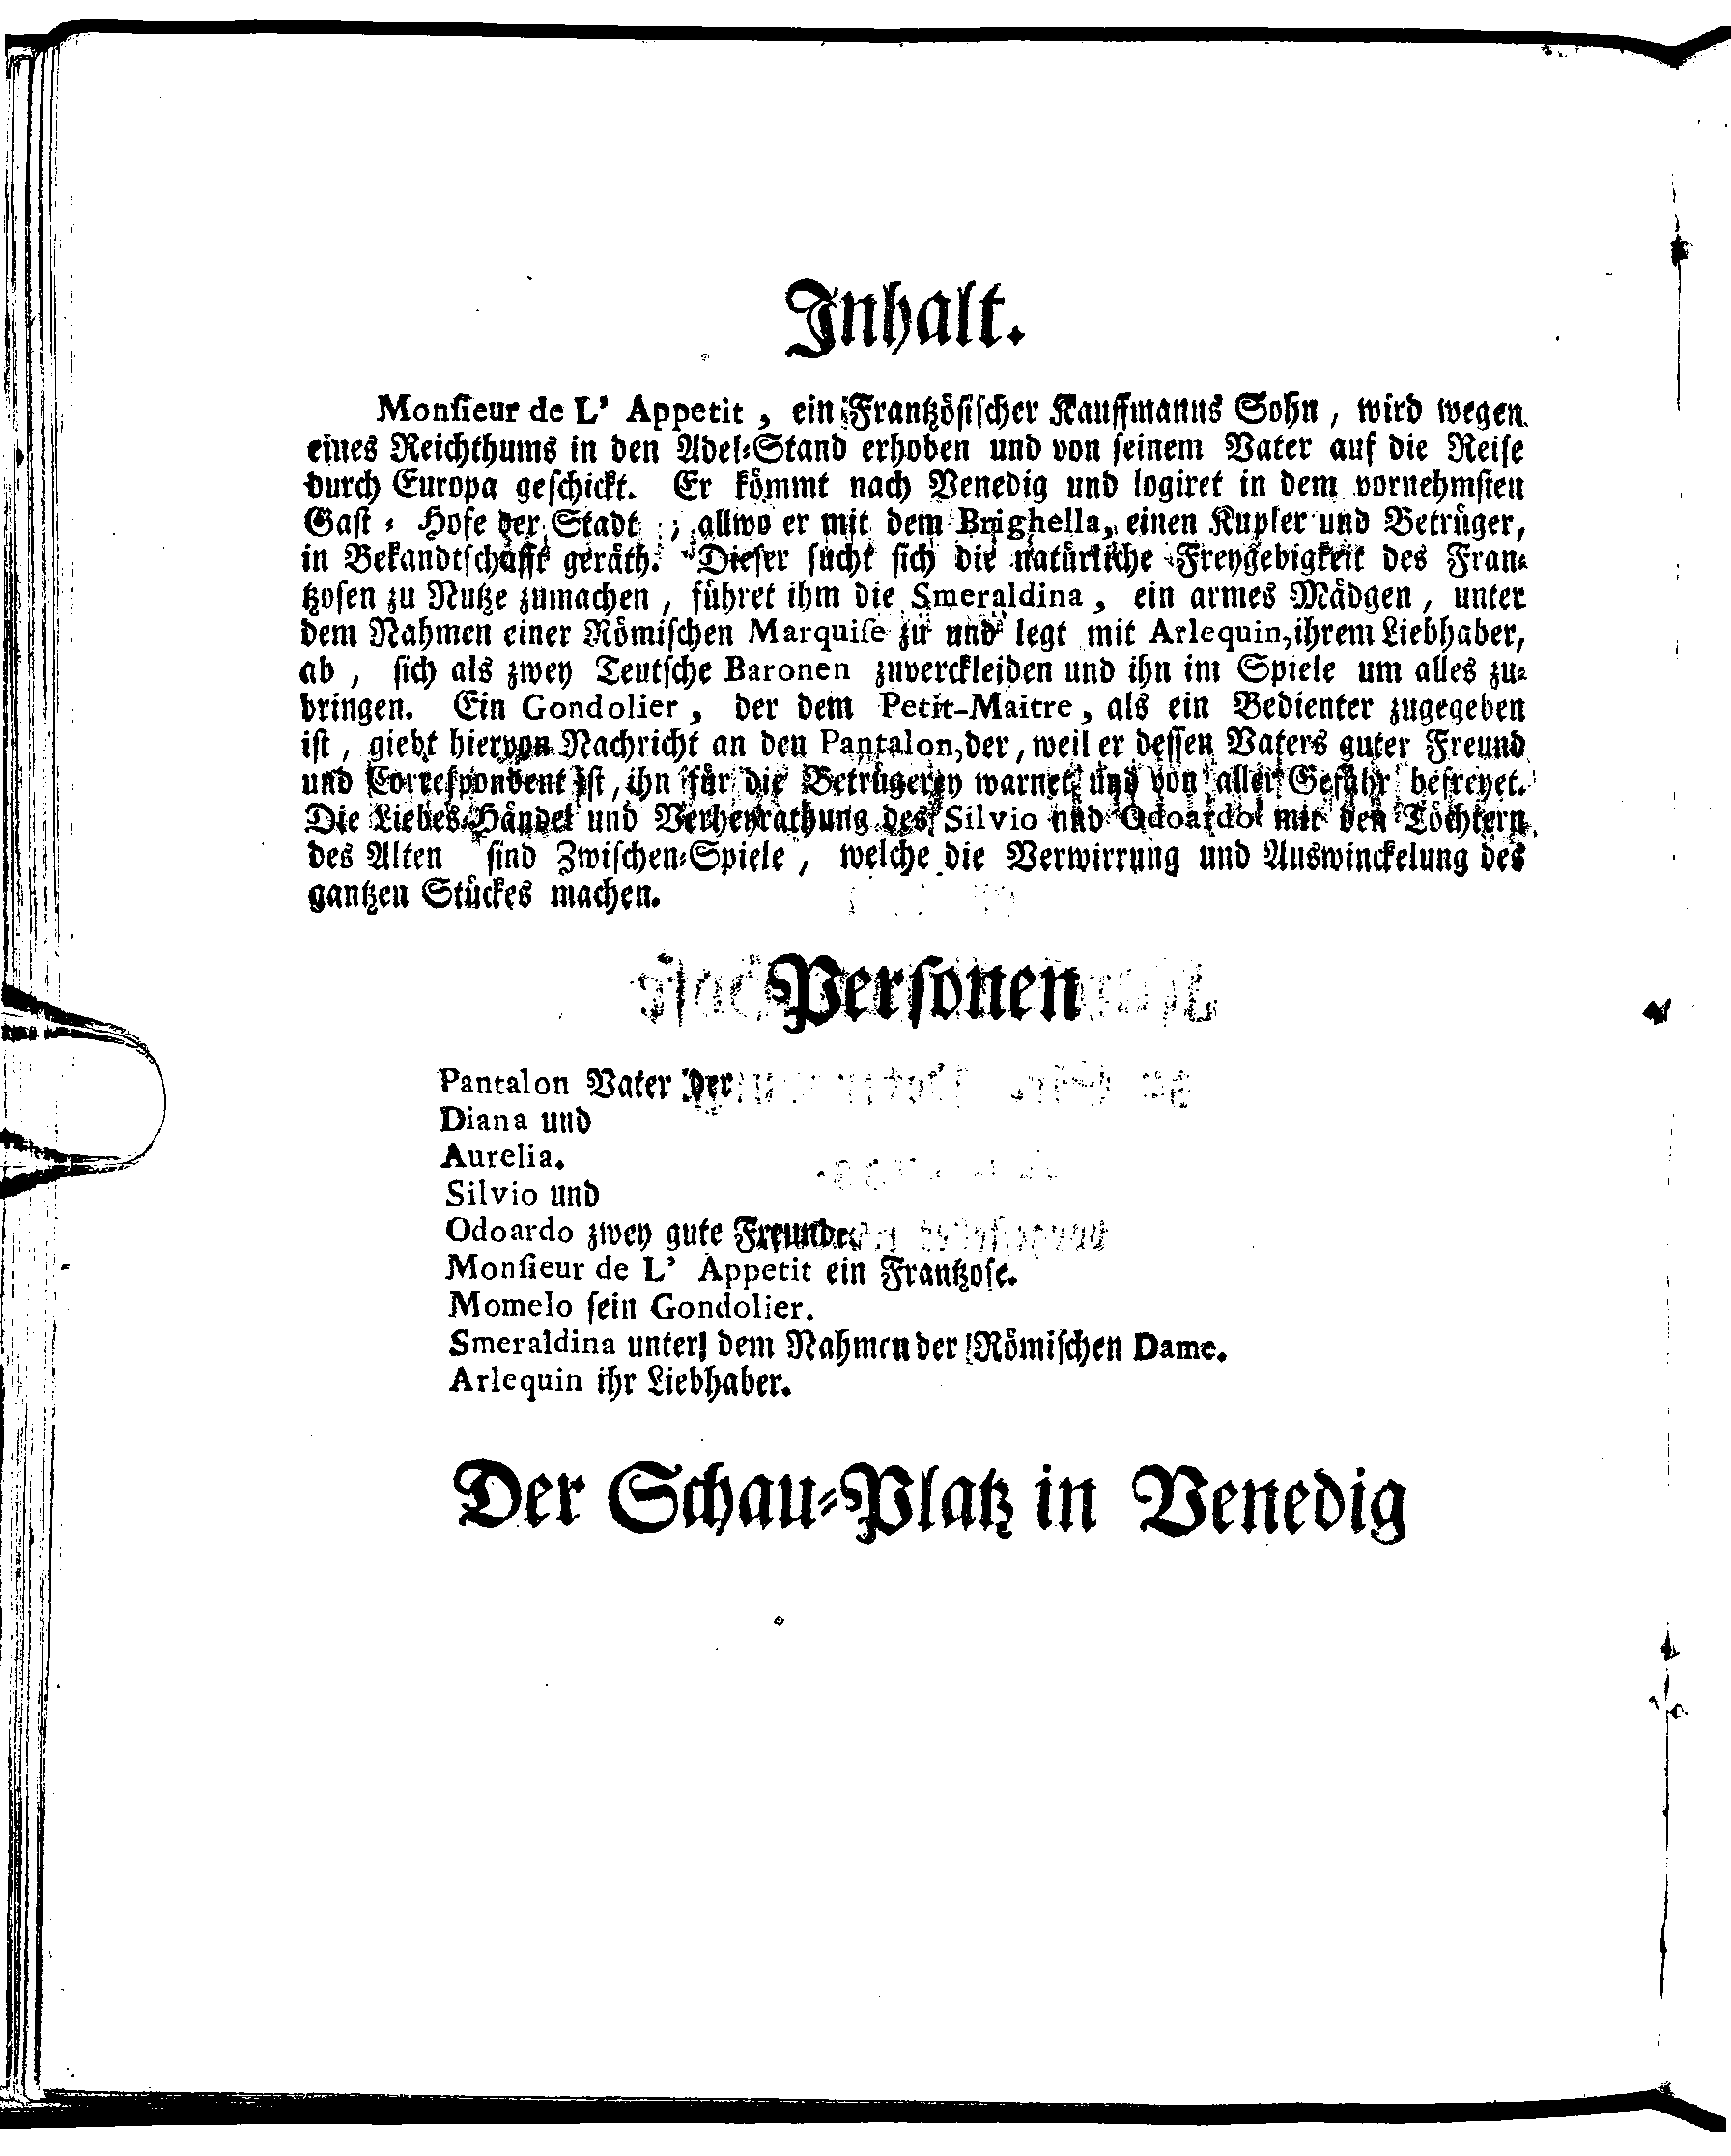 Inhalt.
Monsieur de L' Appetit, ein Frantzösischer Kauffmanns Sohn, wird wegen
eines Reichthums in den Adel-Stand erhoben und von seinem Vater auf die Reise
durch Europa geschickt. Er kömmt nach Venedig und logiret in dem vornehmsten
Gast-Hofe der Stadt, allwo er mit dem Brighella, einen Kupler und Betrüger,
in Bekandtschafft geräth. Dieser sucht sich die natürliche Freygebigkeit des Fran-
tzosen zu Nutze zumachen, führet ihm die Smeraldina, ein armes Mädgen, unter
dem Nahmen einer Römischen Marquise zu und legt mit Arlequin, ihrem Liebhaber,
ab, sich als zwey Teutsche Baronen zuverckleiden und ihn im Spiele um alles zu-
bringen. Ein Gondolier, der dem Petit-Maitre, als ein Bedienter zugegeben
ist, giebt hiervon Nachricht an den Pantalon, der, weil er dessen Vaters guter Freund
und Correspondent ist, ihn für die Betrügerey warnet und von aller Gefahr befreyet.
Die Liebes-Händel und Verheyrathung des Silvio und Odoardo mit den Töchtern
des Alten sind Zwischen-Spiele, welche die Verwirrung und Auswinckelung des
gantzen Stückes machen.
Personen
Pantalon Vater der
Diana und
Aurelia.
Silvio und
Odoardo zwey gute Freunde.
Monsieur de L' Appetit ein Frantzose.
Momelo sein Gondolier.
Smeraldina unter dem Nahmen der Römischen Dame.
Arlequin ihr Liebhaber.
Der Schau-Platz in Venedig